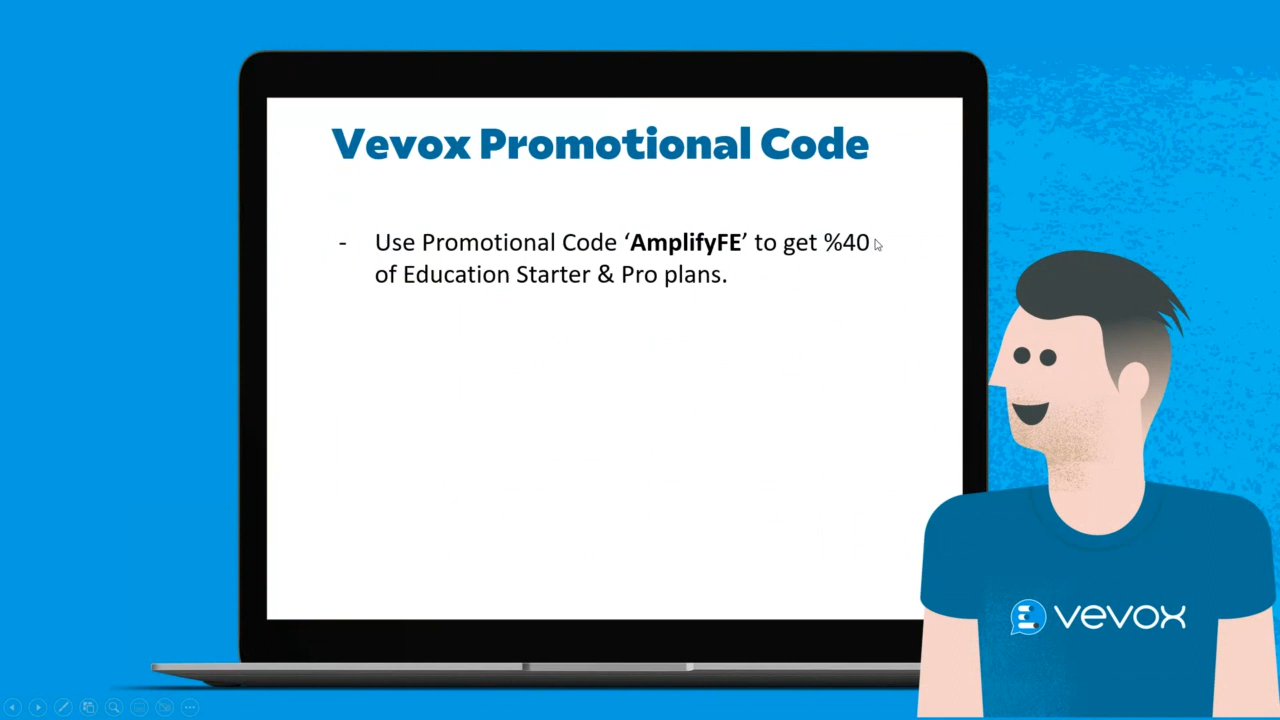 Vevox Promotional Code
- Use Promotional Code ‘AmplifyFE’ to get %40
of Education Starter & Pro plans.
vevox